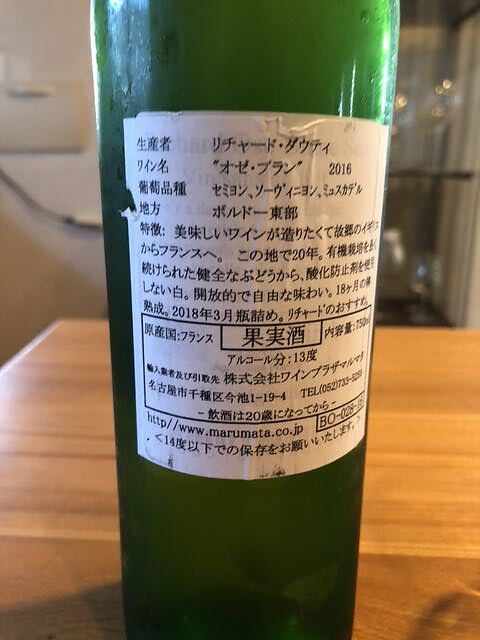 生産者 リチャード・ダウティ
ワイン名 "オゼ・ブラン" 2016
葡萄品種 セミヨン、ソーヴィニヨン、ミュスカデル
地方 ボルドー東部
特徴: 美味しいワインが造りたくて故郷のイギリス
からフランスへ。 この地で20年。有機栽培を長く
続けられた健全なぶどうから、酸化防止剤を使用
しない白。開放的で自由な味わい。18ヶ月の樽
熟成。2018年3月瓶詰め。リチャードのおすすめ。
原産国:フランス 果実酒 内容量:750ml
アルコール分:13度
輸入業者及び引取先 株式会社ワインプラザマルマタ
名古屋市千種区今池1-19-4 TEL(052)733-
- 飲酒は20歳になってから - BO-028-16
http//www.marumata.co.jp
<14度以下での保存をお願いいたします。>